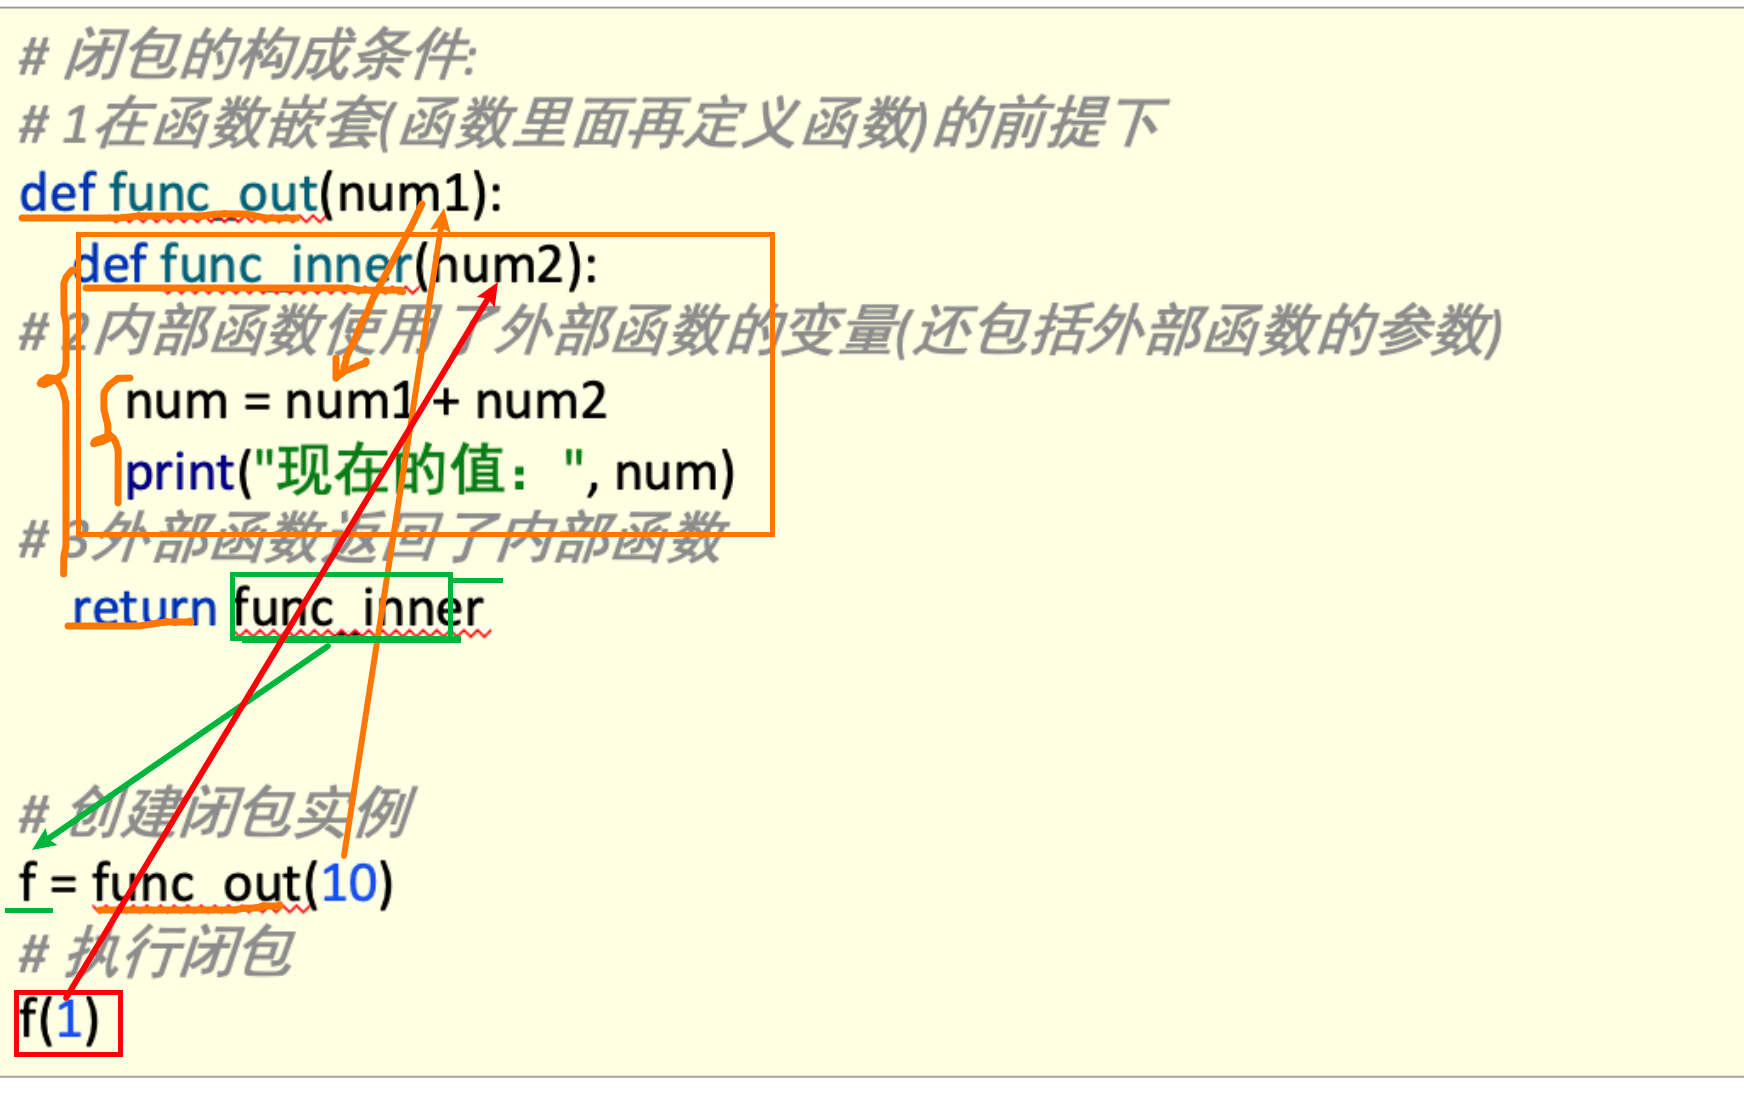 # 闭包的构成条件:
# 1在函数嵌套(函数里面再定义函数)的前提下
def func_out(num1):
def func_inner(num2):
# 2内部函数使用了外部函数的变量(还包括外部函数的参数)
num = num1 + num2
print("现在的值：", num)
# 3外部函数返回了内部函数
return func_inner
# 创建闭包实例
f = func_out(10)
# 执行闭包
f(1)